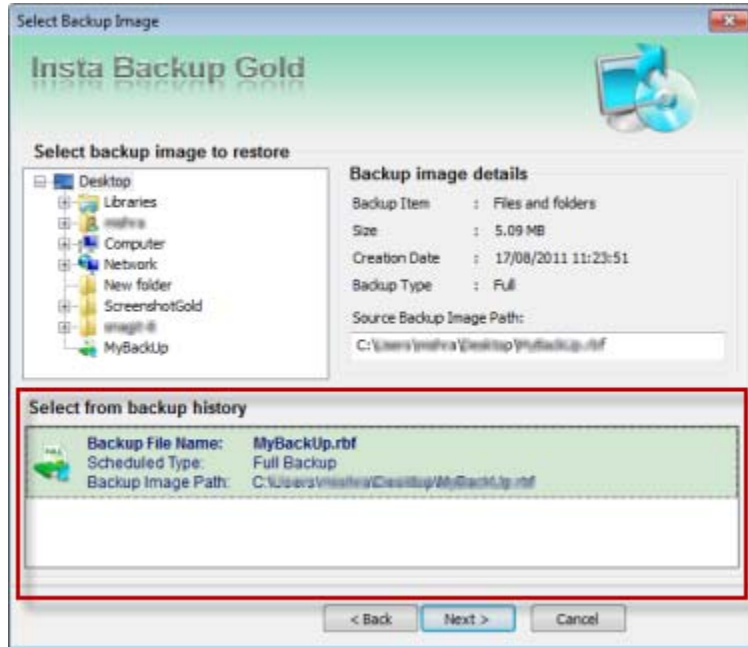 Select Backup Image
Insta Backup Gold
Select backup image to restore
Desktop
Libraries
Computer
Network
New folder
ScreenshotGold
MyBackUp
Backup image details
Backup Item : Files and folders
Size : 5.09 MB
Creation Date : 17/08/2011 11:23:51
Backup Type : Full
Source Backup Image Path:
C:\
Select from backup history
Backup File Name: MyBackUp.rbf
Scheduled Type: Full Backup
Backup Image Path: C:\
< Back
Next >
Cancel